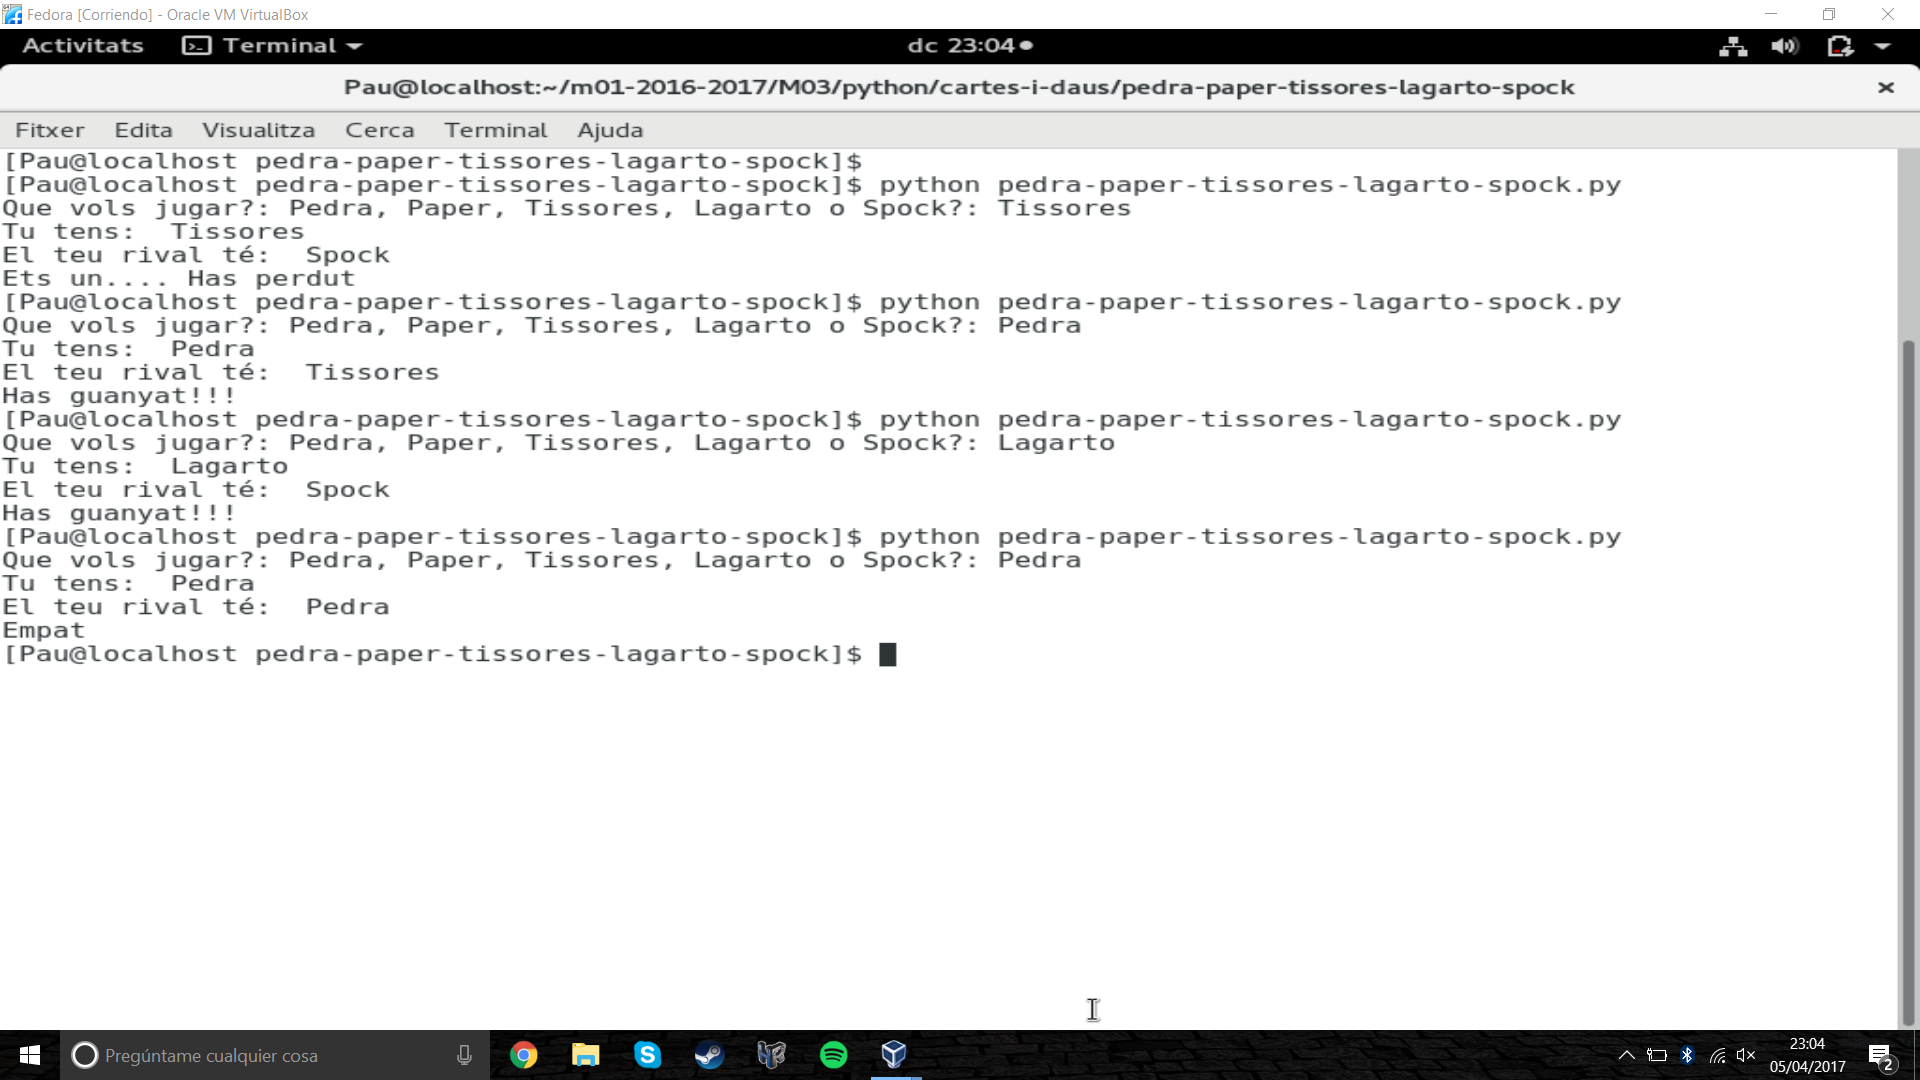 Fedora [Corriendo] - Oracle VM VirtualBox
Activitats Terminal dc 23:04
Pau@localhost:~/m01-2016-2017/M03/python/cartes-i-daus/pedra-paper-tissores-lagarto-spock
Fitxer Edita Visualitza Cerca Terminal Ajuda
[Pau@localhost pedra-paper-tissores-lagarto-spock]$
[Pau@localhost pedra-paper-tissores-lagarto-spock]$ python pedra-paper-tissores-lagarto-spock.py
Que vols jugar?: Pedra, Paper, Tissores, Lagarto o Spock?: Tissores
Tu tens:  Tissores
El teu rival té:  Spock
Ets un.... Has perdut
[Pau@localhost pedra-paper-tissores-lagarto-spock]$ python pedra-paper-tissores-lagarto-spock.py
Que vols jugar?: Pedra, Paper, Tissores, Lagarto o Spock?: Pedra
Tu tens:  Pedra
El teu rival té:  Tissores
Has guanyat!!!
[Pau@localhost pedra-paper-tissores-lagarto-spock]$ python pedra-paper-tissores-lagarto-spock.py
Que vols jugar?: Pedra, Paper, Tissores, Lagarto o Spock?: Lagarto
Tu tens:  Lagarto
El teu rival té:  Spock
Has guanyat!!!
[Pau@localhost pedra-paper-tissores-lagarto-spock]$ python pedra-paper-tissores-lagarto-spock.py
Que vols jugar?: Pedra, Paper, Tissores, Lagarto o Spock?: Pedra
Tu tens:  Pedra
El teu rival té:  Pedra
Empat
[Pau@localhost pedra-paper-tissores-lagarto-spock]$
Pregúntame cualquier cosa
23:04
05/04/2017
2